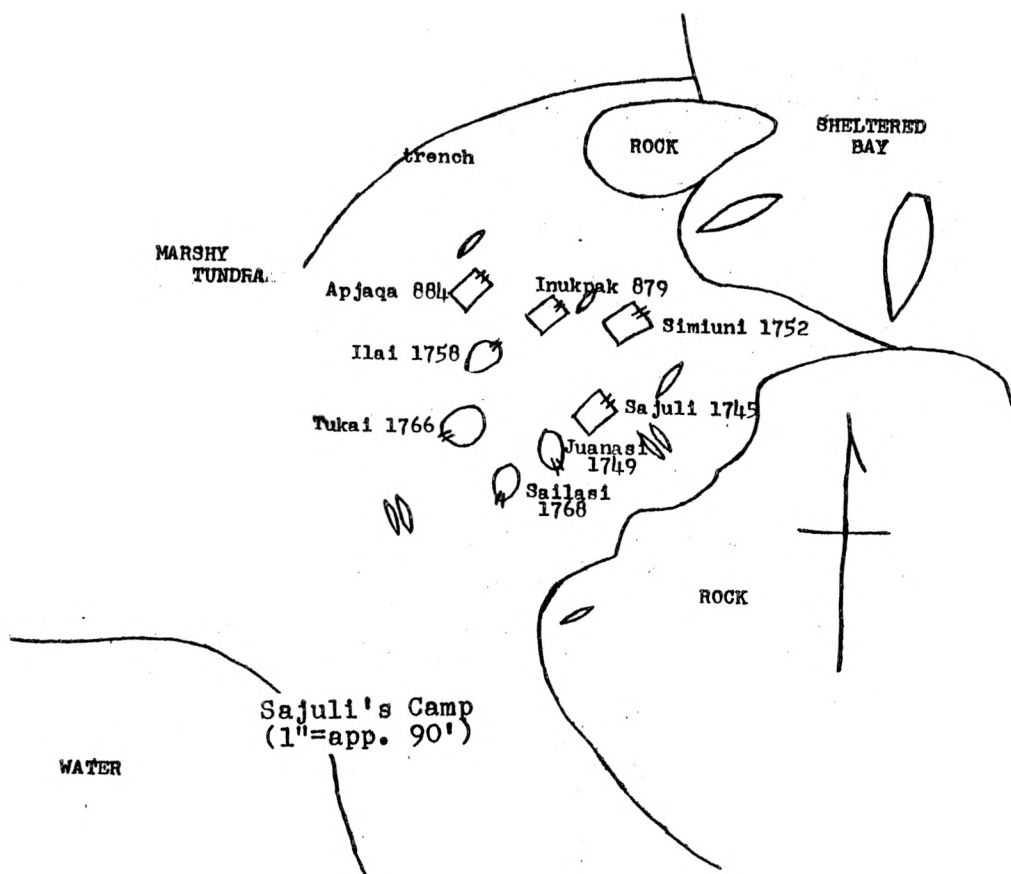 SHELTERED
BAY
ROCK
trench
MARSHY
TUNDRA
Apjaqa 884
Inukpak 879
Simiuni 1752
Ilai 1758
Sajuli 1745
Tukai 1766
Juanasi
1749
Sailasi
1768
ROCK
Sajuli's Camp
(1"=app. 90')
WATER